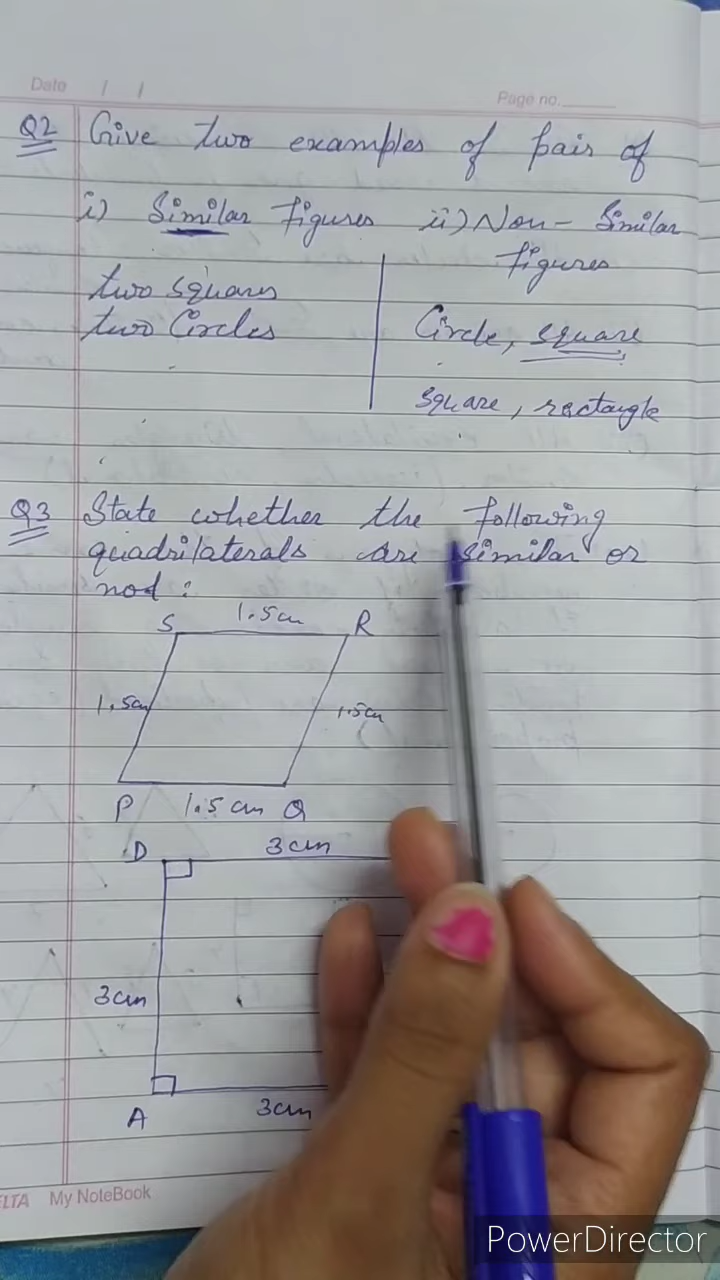 Date / /
Page no.
Q2 Give two examples of pair of
i) Similar figures ii) Non-Similar
figures
two squares
two Circles
Circle, square
square, rectangle
Q3 State whether the following
quadrilaterals are similar or
not:
S 1.5cm R
1.5cm 1.5cm
P 1.5 cm Q
D 3cm
3cm
A 3cm
ELTA My NoteBook
PowerDirector